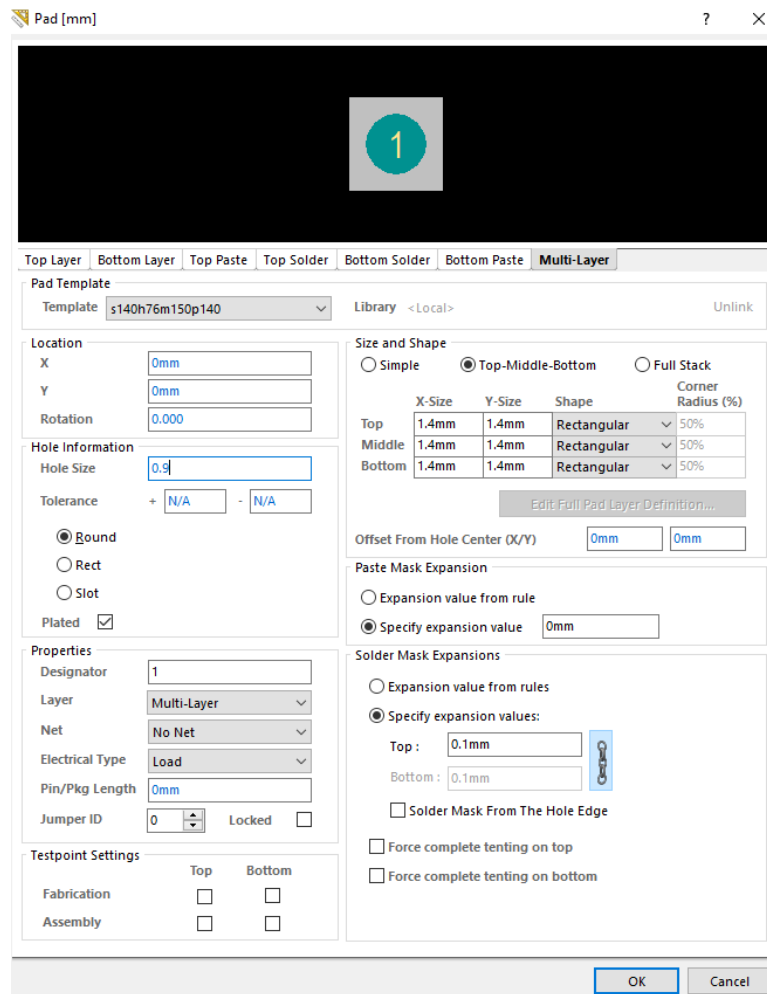 Pad [mm]
?
1
Top Layer Bottom Layer Top Paste Top Solder Bottom Solder Bottom Paste Multi-Layer
Pad Template
Template s140h76m150p140 Library <Local> Unlink
Location
X 0mm
Y 0mm
Rotation 0.000
Hole Information
Hole Size 0.9
Tolerance + N/A - N/A
Round
Rect
Slot
Plated
Properties
Designator 1
Layer Multi-Layer
Net No Net
Electrical Type Load
Pin/Pkg Length 0mm
Jumper ID 0 Locked
Testpoint Settings
Top Bottom
Fabrication
Assembly
Size and Shape
Simple Top-Middle-Bottom Full Stack
X-Size Y-Size Shape Corner Radius (%)
Top 1.4mm 1.4mm Rectangular 50%
Middle 1.4mm 1.4mm Rectangular 50%
Bottom 1.4mm 1.4mm Rectangular 50%
Edit Full Pad Layer Definition...
Offset From Hole Center (X/Y) 0mm 0mm
Paste Mask Expansion
Expansion value from rule
Specify expansion value 0mm
Solder Mask Expansions
Expansion value from rules
Specify expansion values:
Top : 0.1mm
Bottom : 0.1mm
Solder Mask From The Hole Edge
Force complete tenting on top
Force complete tenting on bottom
OK Cancel